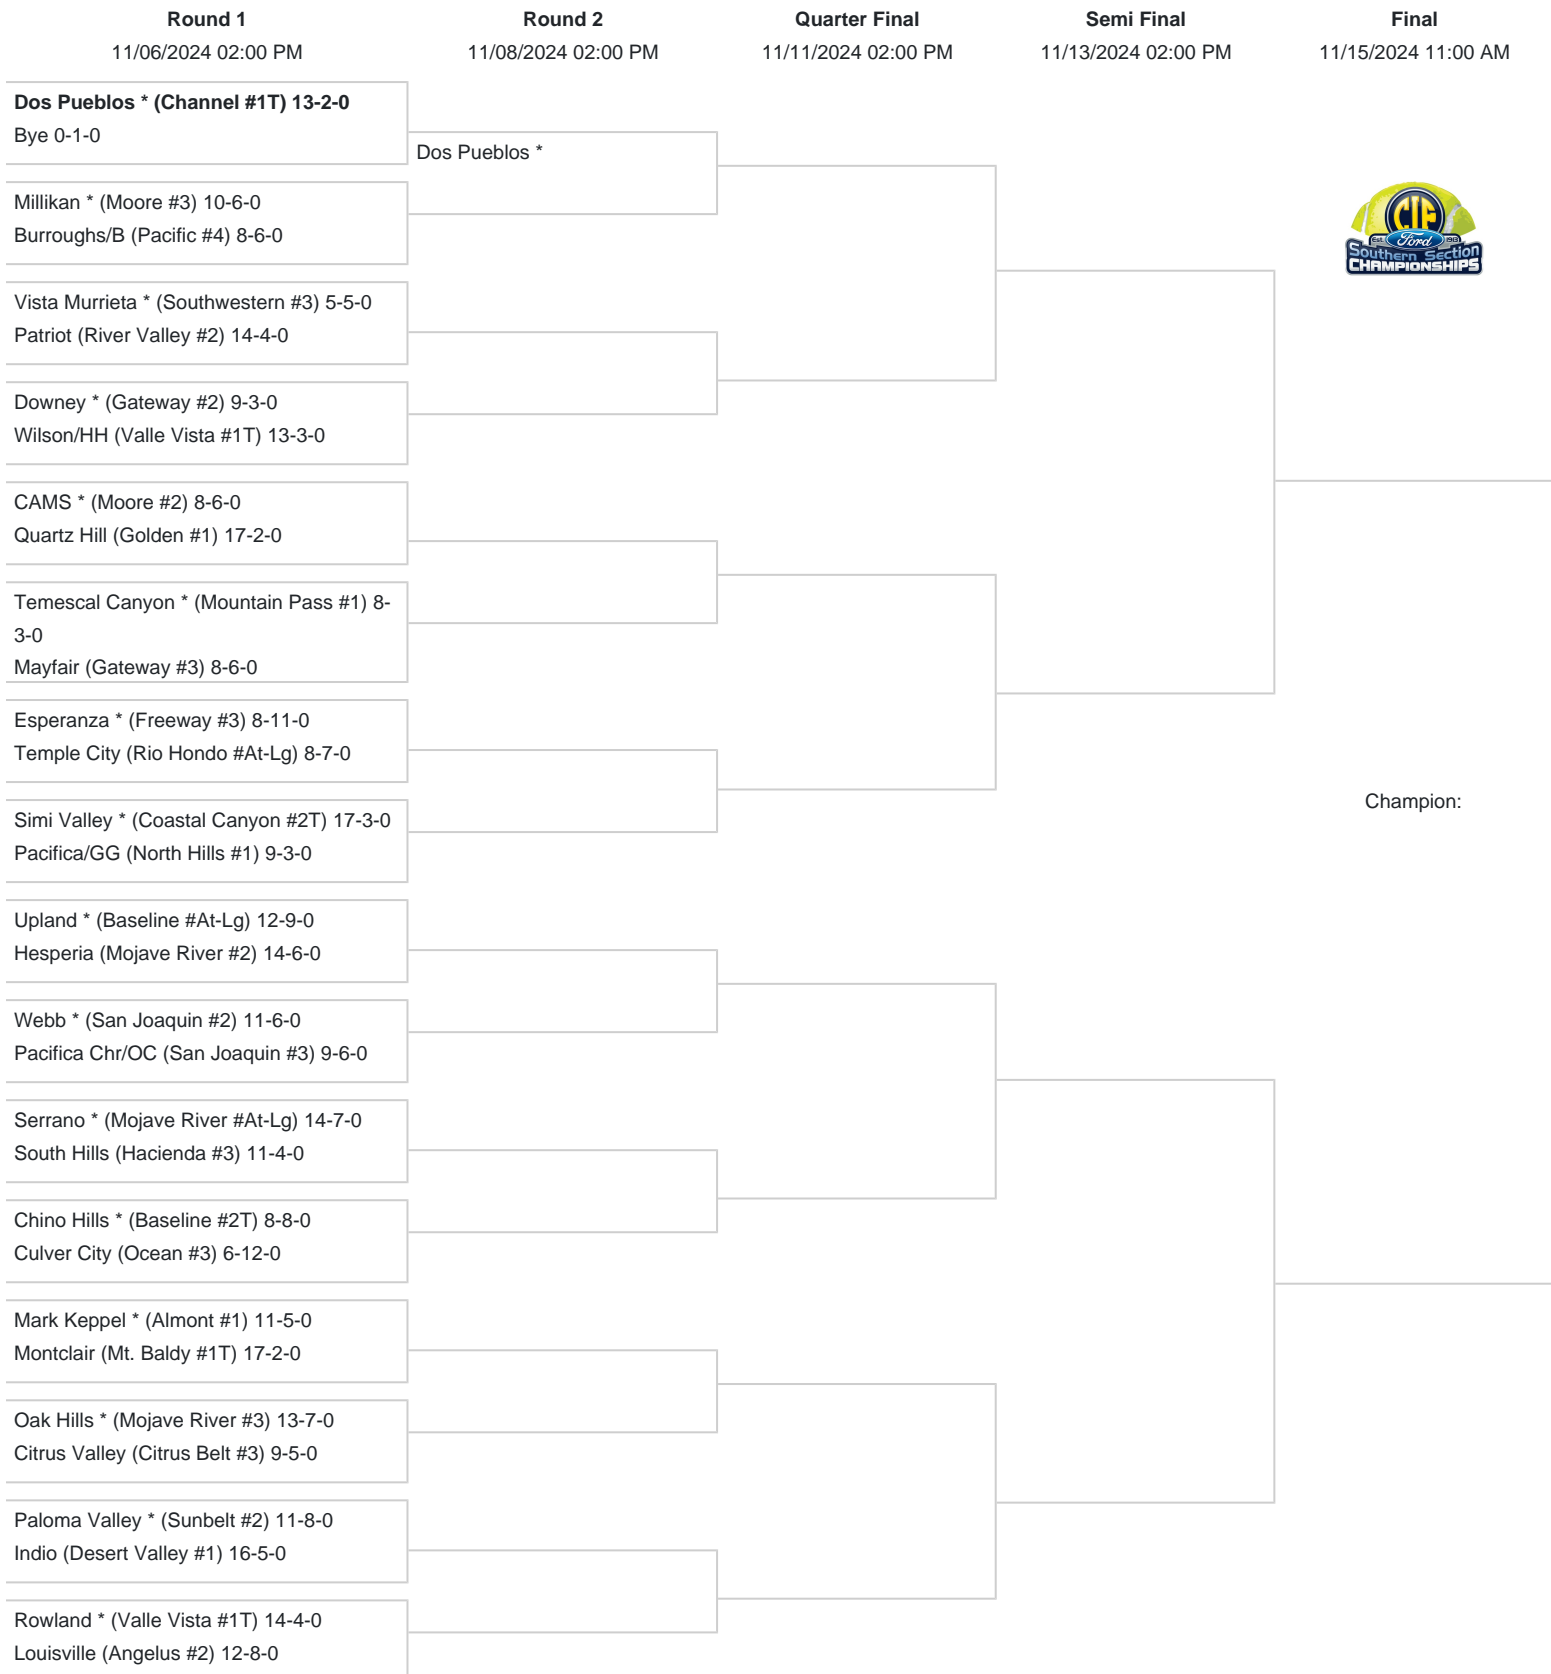 Round 1
Round 2
Quarter Final
Semi Final
Final
11/06/2024 02:00 PM
11/08/2024 02:00 PM
11/11/2024 02:00 PM
11/13/2024 02:00 PM
11/15/2024 11:00 AM
Dos Pueblos * (Channel #1T) 13-2-0
Bye 0-1-0
Dos Pueblos *
Millikan * (Moore #3) 10-6-0
Burroughs/B (Pacific #4) 8-6-0
CIF
Est. Ford 1913
Southern Section
CHAMPIONSHIPS
Vista Murrieta * (Southwestern #3) 5-5-0
Patriot (River Valley #2) 14-4-0
Downey * (Gateway #2) 9-3-0
Wilson/HH (Valle Vista #1T) 13-3-0
CAMS * (Moore #2) 8-6-0
Quartz Hill (Golden #1) 17-2-0
Temescal Canyon * (Mountain Pass #1) 8-
3-0
Mayfair (Gateway #3) 8-6-0
Esperanza * (Freeway #3) 8-11-0
Temple City (Rio Hondo #At-Lg) 8-7-0
Champion:
Simi Valley * (Coastal Canyon #2T) 17-3-0
Pacifica/GG (North Hills #1) 9-3-0
Upland * (Baseline #At-Lg) 12-9-0
Hesperia (Mojave River #2) 14-6-0
Webb * (San Joaquin #2) 11-6-0
Pacifica Chr/OC (San Joaquin #3) 9-6-0
Serrano * (Mojave River #At-Lg) 14-7-0
South Hills (Hacienda #3) 11-4-0
Chino Hills * (Baseline #2T) 8-8-0
Culver City (Ocean #3) 6-12-0
Mark Keppel * (Almont #1) 11-5-0
Montclair (Mt. Baldy #1T) 17-2-0
Oak Hills * (Mojave River #3) 13-7-0
Citrus Valley (Citrus Belt #3) 9-5-0
Paloma Valley * (Sunbelt #2) 11-8-0
Indio (Desert Valley #1) 16-5-0
Rowland * (Valle Vista #1T) 14-4-0
Louisville (Angelus #2) 12-8-0